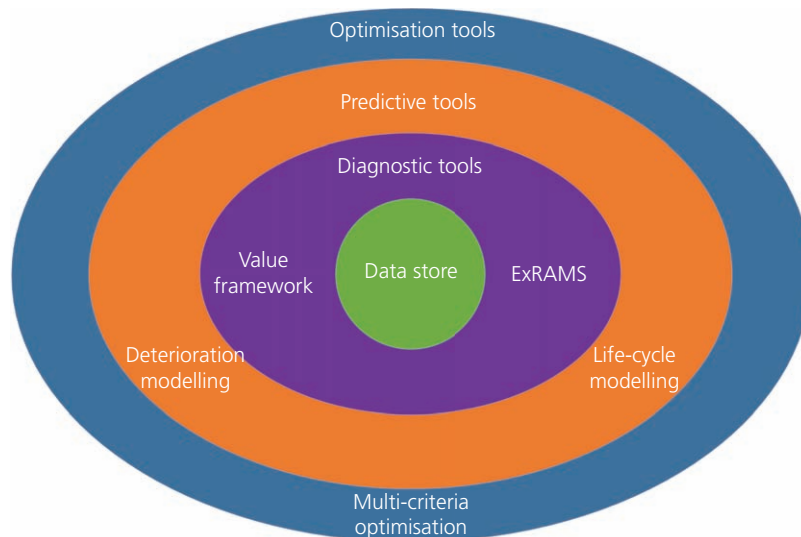 Optimisation tools
Predictive tools
Diagnostic tools
Value
framework
Data store
ExRAMS
Deterioration
modelling
Life-cycle
modelling
Multi-criteria
optimisation